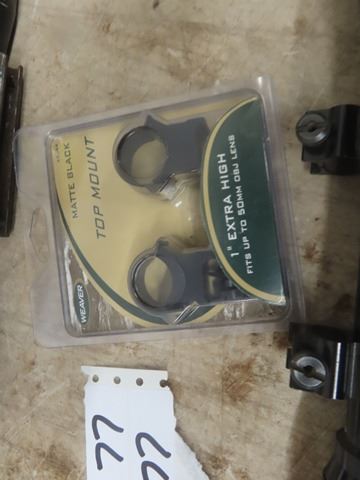 MATTE BLACK
TOP MOUNT
1" EXTRA HIGH
FITS UP TO 50MM OBJ LENS
WEAVER
77
77